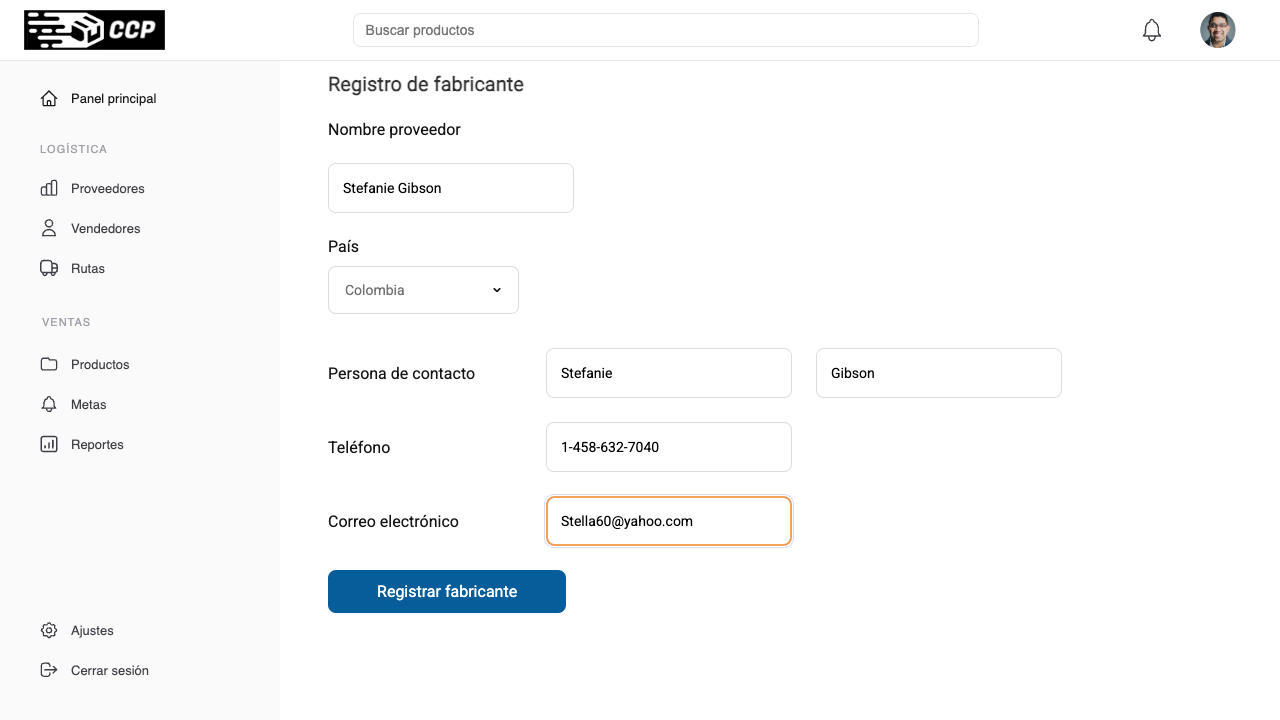 CCP
Buscar productos
Panel principal
LOGÍSTICA
Proveedores
Vendedores
Rutas
VENTAS
Productos
Metas
Reportes
Ajustes
Cerrar sesión
Registro de fabricante
Nombre proveedor
Stefanie Gibson
País
Colombia
Persona de contacto Stefanie Gibson
Teléfono 1-458-632-7040
Correo electrónico Stella60@yahoo.com
Registrar fabricante